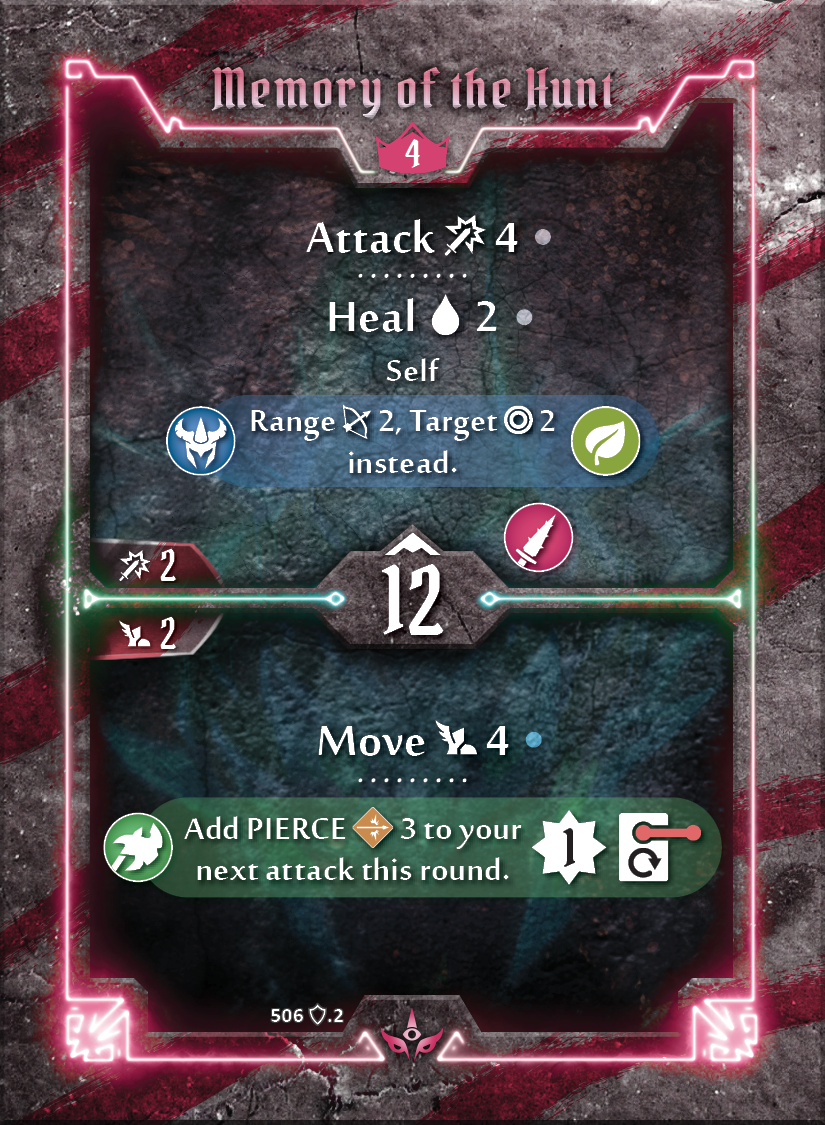 Memory of the Hunt
4
Attack 4
Heal 2
Self
Range 2, Target 2
instead.
2
12
2
Move 4
Add PIERCE 3 to your
next attack this round.
1
506 .2